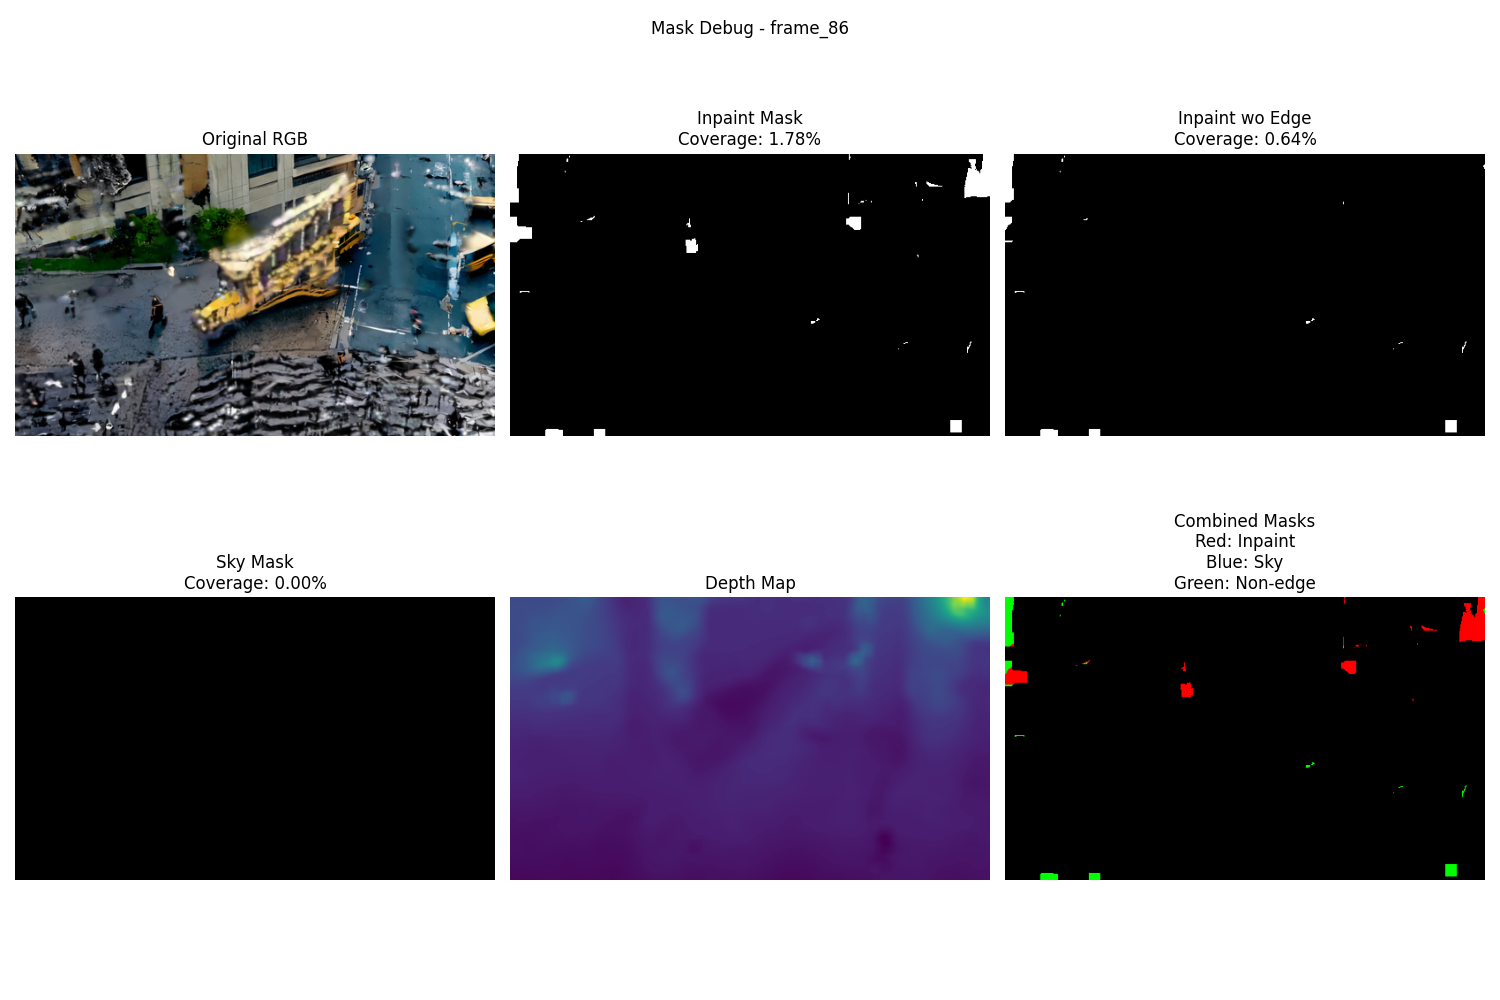 Mask Debug - frame_86
Original RGB
Inpaint Mask
Coverage: 1.78%
Inpaint wo Edge
Coverage: 0.64%
Sky Mask
Coverage: 0.00%
Depth Map
Combined Masks
Red: Inpaint
Blue: Sky
Green: Non-edge